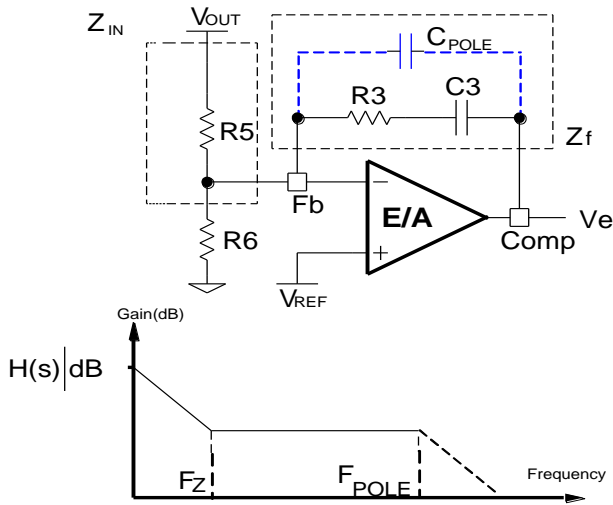 Z IN
VOUT
CPOLE
R3
C3
R5
Zf
Fb
E/A
Ve
R6
Comp
VREF
Gain(dB)
H(s)|dB
FZ
FPOLE
Frequency